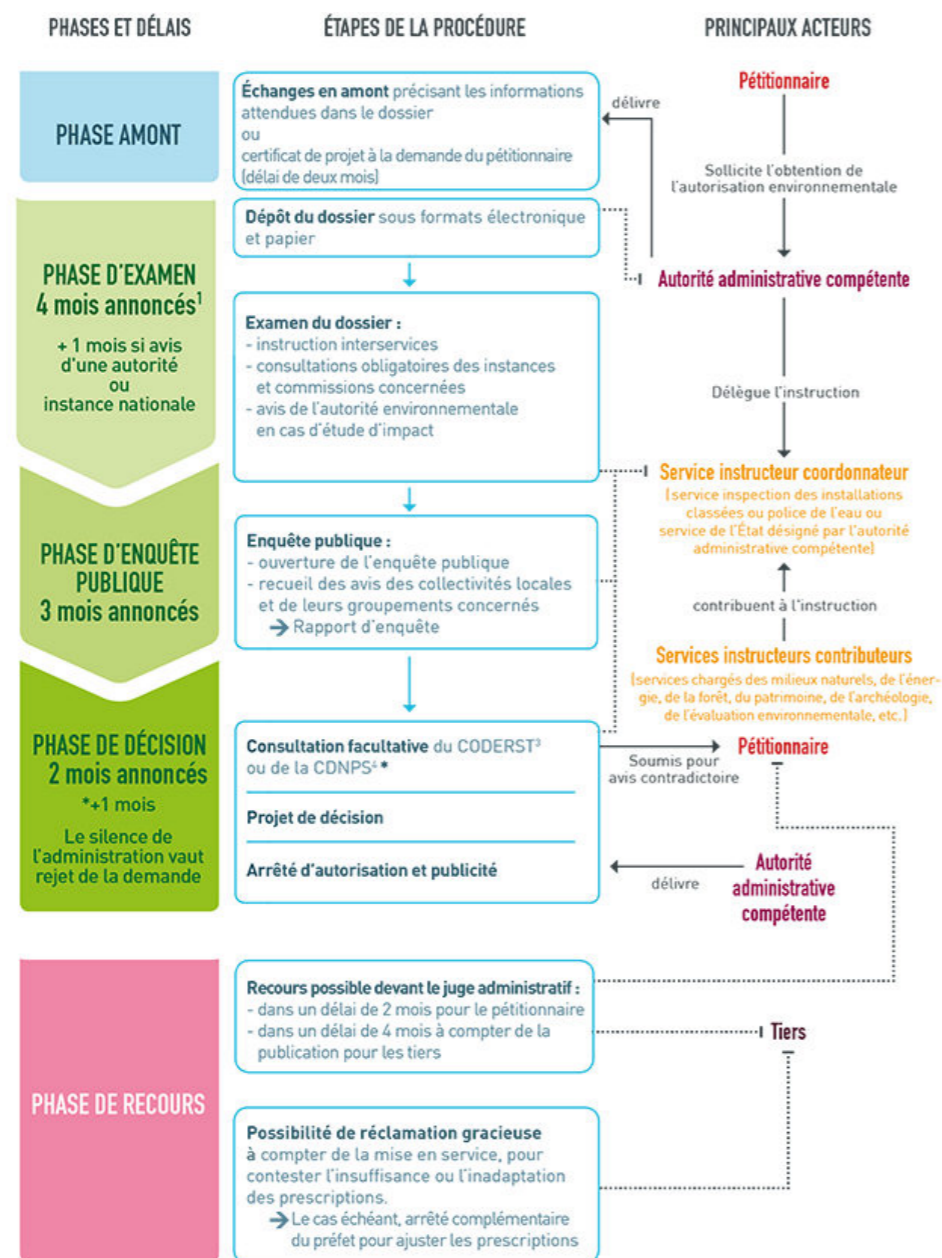 PHASES ET DÉLAIS
ÉTAPES DE LA PROCÉDURE
PRINCIPAUX ACTEURS
PHASE AMONT
Échanges en amont précisant les informations
attendues dans le dossier
ou
certificat de projet à la demande du pétitionnaire
(délai de deux mois)
délivre
Pétitionnaire
Sollicite l'obtention de
l'autorisation environnementale
PHASE D'EXAMEN
4 mois annoncés¹
+ 1 mois si avis
d'une autorité
ou
instance nationale
Dépôt du dossier sous formats électronique
et papier
Autorité administrative compétente
Examen du dossier :
- instruction interservices
- consultations obligatoires des instances
et commissions concernées
- avis de l'autorité environnementale
en cas d'étude d'impact
Délègue l'instruction
Service instructeur coordonnateur
(service inspection des installations
classées ou police de l'eau ou
service de l'État désigné par l'autorité
administrative compétente)
PHASE D'ENQUÊTE
PUBLIQUE
3 mois annoncés
Enquête publique :
- ouverture de l'enquête publique
- recueil des avis des collectivités locales
et de leurs groupements concernés
→ Rapport d'enquête
contribuent à l'instruction
Services instructeurs contributeurs
(services chargés des milieux naturels, de l'éner-
gie, de la forêt, du patrimoine, de l'archéologie,
de l'évaluation environnementale, etc.)
PHASE DE DÉCISION
2 mois annoncés
*+1 mois
Le silence de
l'administration vaut
rejet de la demande
Consultation facultative du CODERST³
ou de la CDNPS⁴ *
Projet de décision
Arrêté d'autorisation et publicité
Soumis pour
avis contradictoire
Pétitionnaire
délivre
Autorité
administrative
compétente
PHASE DE RECOURS
Recours possible devant le juge administratif :
- dans un délai de 2 mois pour le pétitionnaire
- dans un délai de 4 mois à compter de la
publication pour les tiers
Tiers
Possibilité de réclamation gracieuse
à compter de la mise en service, pour
contester l'insuffisance ou l'inadaptation
des prescriptions.
→ Le cas échéant, arrêté complémentaire
du préfet pour ajuster les prescriptions